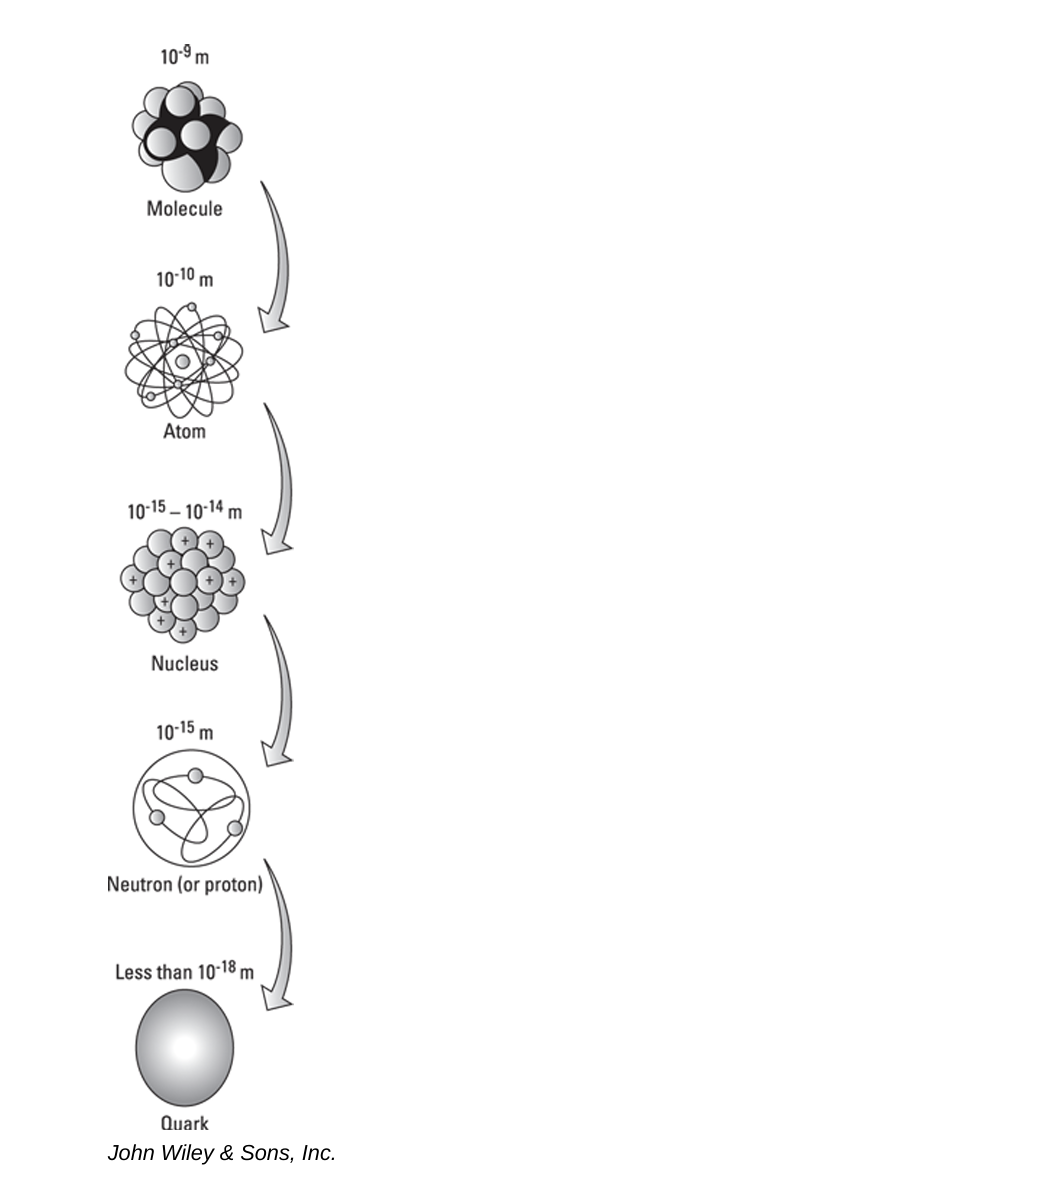 10⁻⁹ m
Molecule
10⁻¹⁰ m
Atom
10⁻¹⁵ – 10⁻¹⁴ m
+ +
+
+ + +
+
+
+
Nucleus
10⁻¹⁵ m
Neutron (or proton)
Less than 10⁻¹⁸ m
Quark
John Wiley & Sons, Inc.